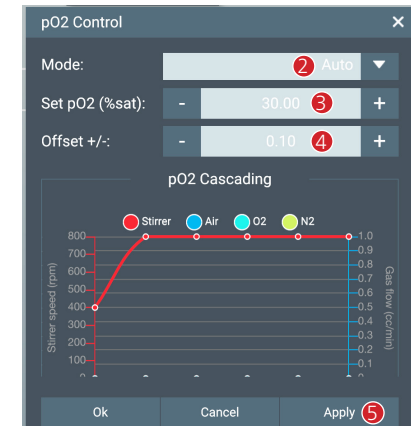 pO2 Control ×
Mode: 2 Auto
Set pO2 (%sat): - 30.00 3 +
Offset +/-: - 0.10 4 +
pO2 Cascading
Stirrer Air O2 N2
800 1.0
700 0.9
600 0.8
0.7
500 0.6
400 0.5
300 0.4
0.3
200 0.2
100 0.1
0 0
Stirrer speed (rpm)
Gas flow (cc/min)
Ok Cancel Apply 5